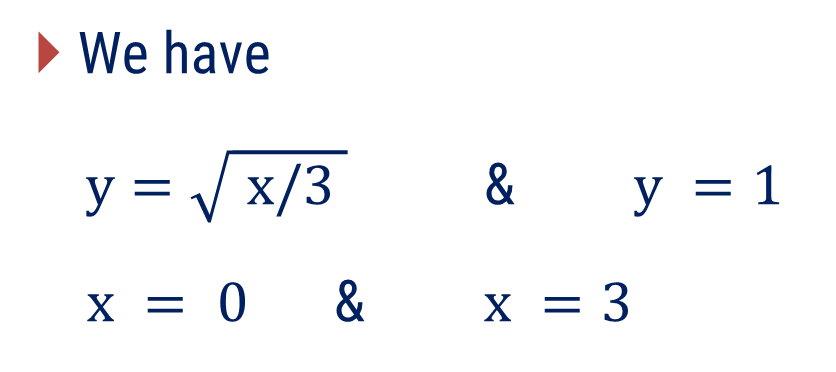 We have
y = √x/3 & y = 1
x = 0 & x = 3